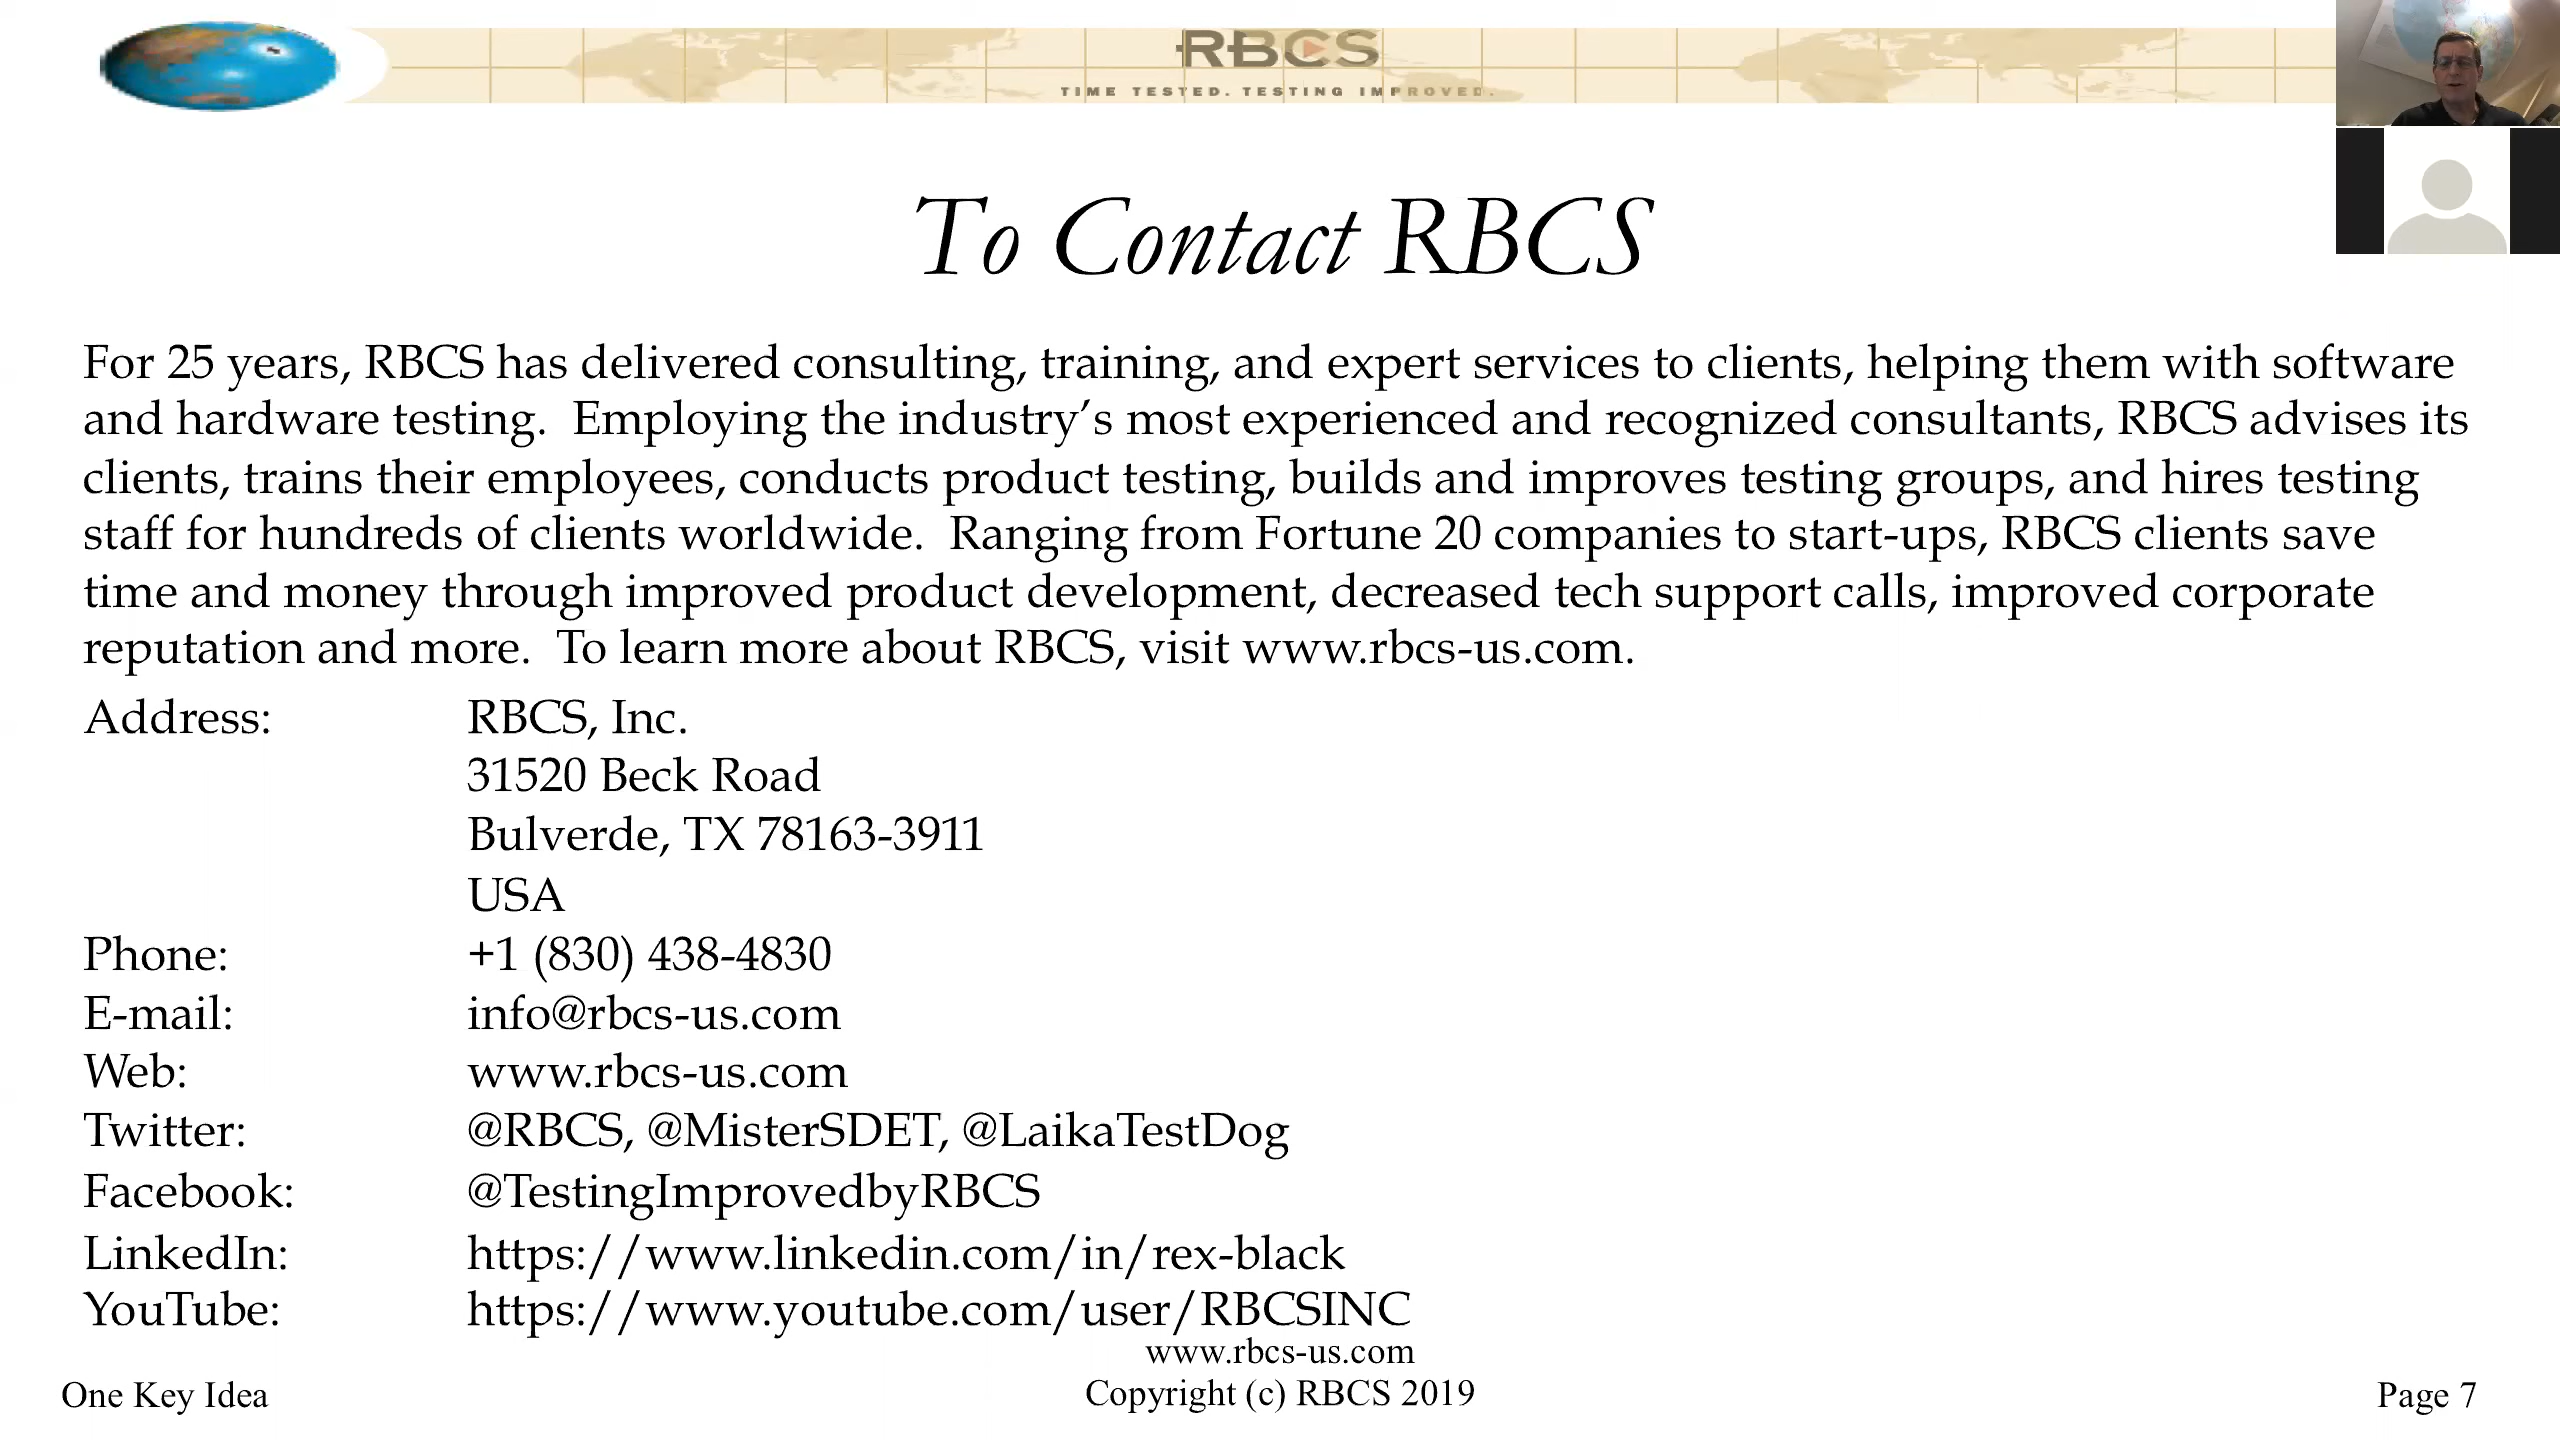 RBCS
TIME TESTED. TESTING IMPROVED.
To Contact RBCS
For 25 years, RBCS has delivered consulting, training, and expert services to clients, helping them with software
and hardware testing.  Employing the industry’s most experienced and recognized consultants, RBCS advises its
clients, trains their employees, conducts product testing, builds and improves testing groups, and hires testing
staff for hundreds of clients worldwide.  Ranging from Fortune 20 companies to start-ups, RBCS clients save
time and money through improved product development, decreased tech support calls, improved corporate
reputation and more.  To learn more about RBCS, visit www.rbcs-us.com.
Address: RBCS, Inc.
31520 Beck Road
Bulverde, TX 78163-3911
USA
Phone: +1 (830) 438-4830
E-mail: info@rbcs-us.com
Web: www.rbcs-us.com
Twitter: @RBCS, @MisterSDET, @LaikaTestDog
Facebook: @TestingImprovedbyRBCS
LinkedIn: https://www.linkedin.com/in/rex-black
YouTube: https://www.youtube.com/user/RBCSINC
www.rbcs-us.com
One Key Idea Copyright (c) RBCS 2019 Page 7